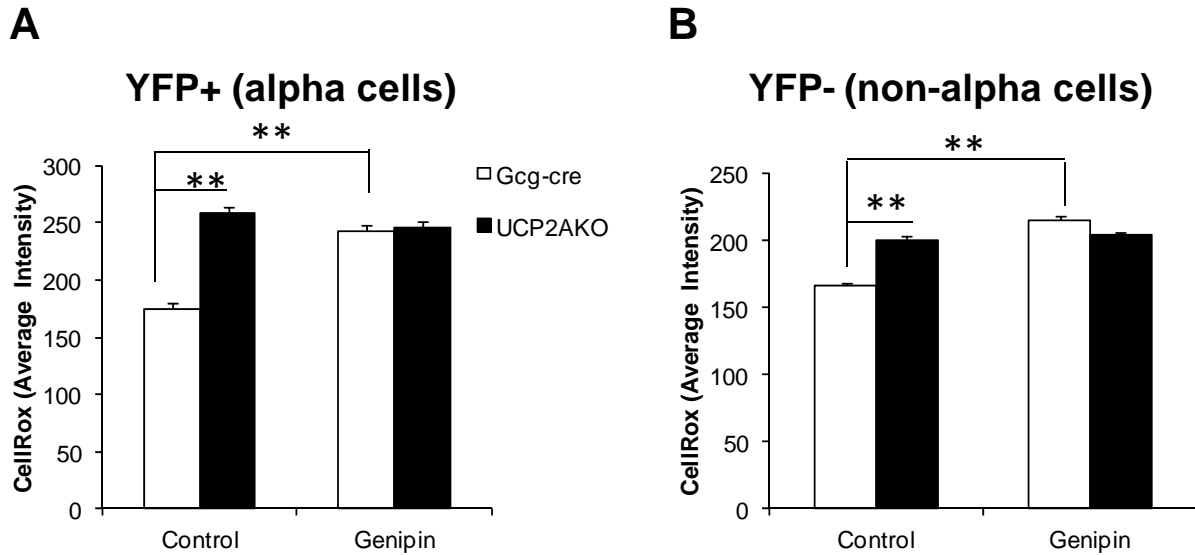 A
YFP+ (alpha cells)
**
**
CellRox (Average Intensity)
300
250
200
150
100
50
0
Control
Genipin
Gcg-cre
UCP2AKO
B
YFP- (non-alpha cells)
**
**
CellRox (Average Intensity)
250
200
150
100
50
0
Control
Genipin